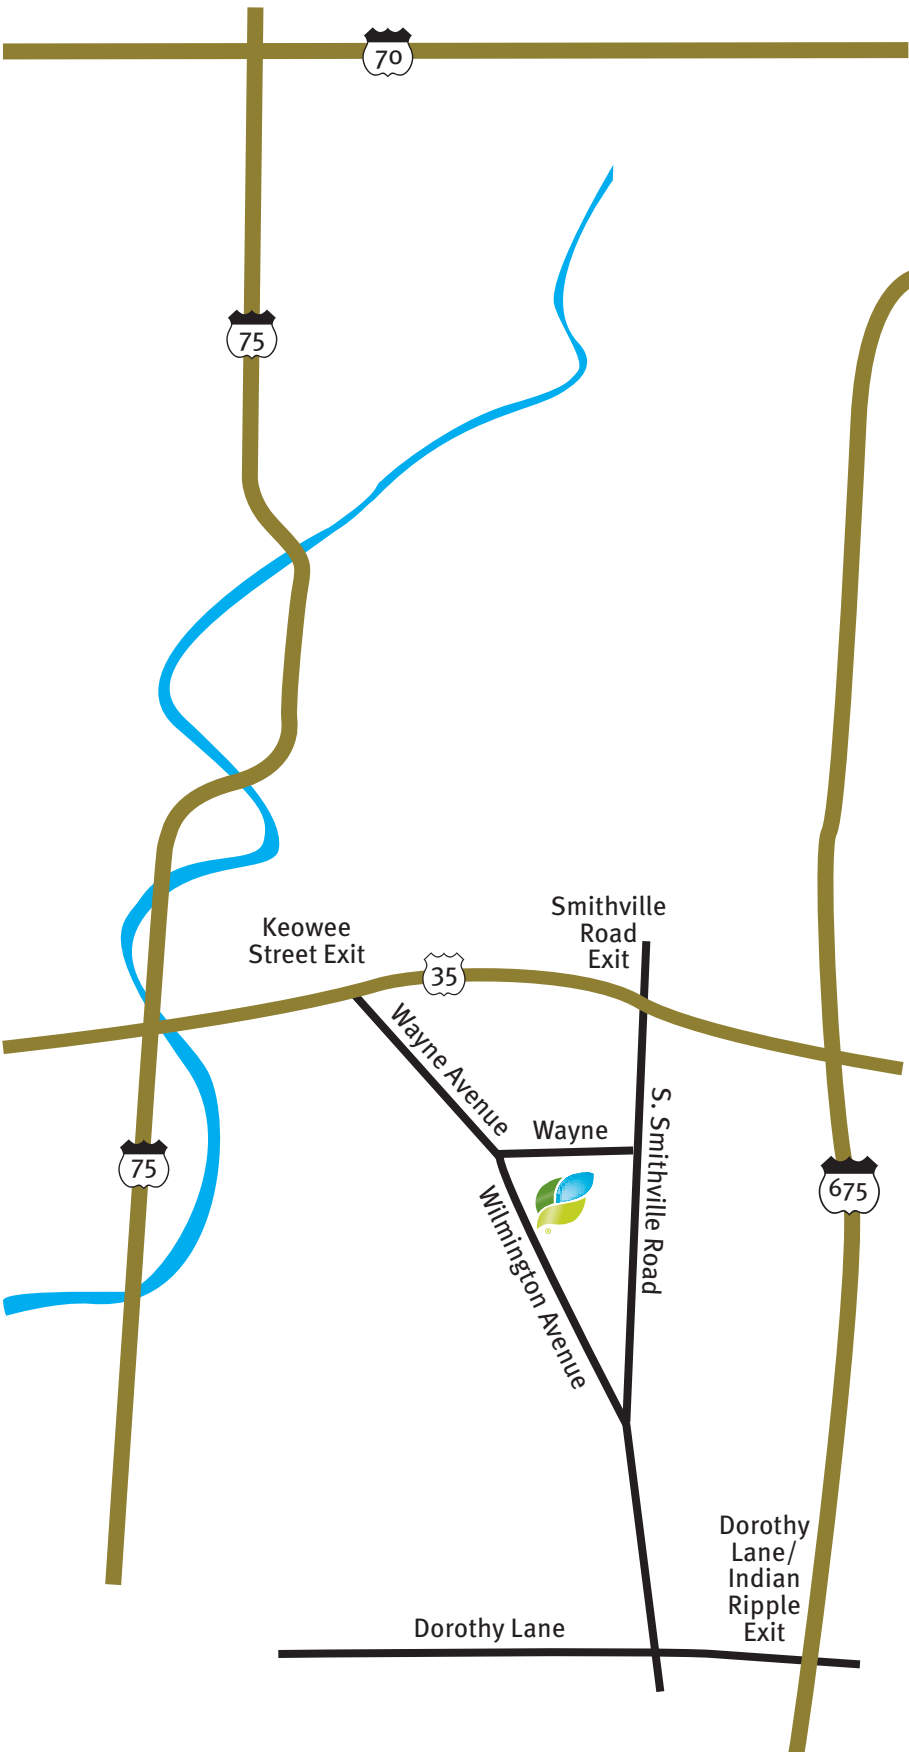 70
75
Smithville
Road
Exit
Keowee
Street Exit
35
Wayne Avenue
Wayne
S. Smithville Road
75
675
Wilmington Avenue
®
Dorothy
Lane/
Indian
Ripple
Exit
Dorothy Lane